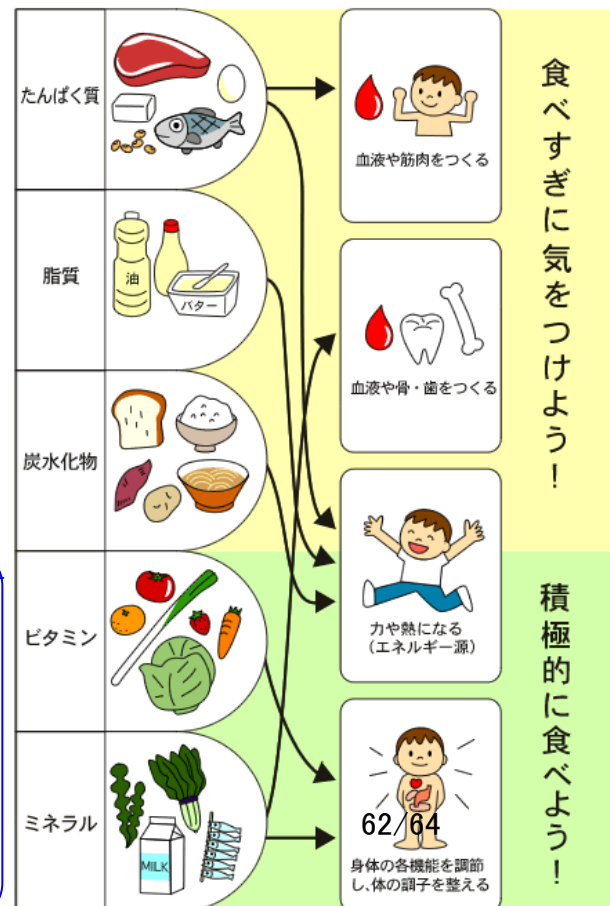 たんぱく質
血液や筋肉をつくる
脂質
油
バター
血液や骨・歯をつくる
炭水化物
力や熱になる
(エネルギー源)
ビタミン
ミネラル
MILK
62/64
身体の各機能を調節
し、体の調子を整える
食べすぎに気をつけよう!
積極的に食べよう!